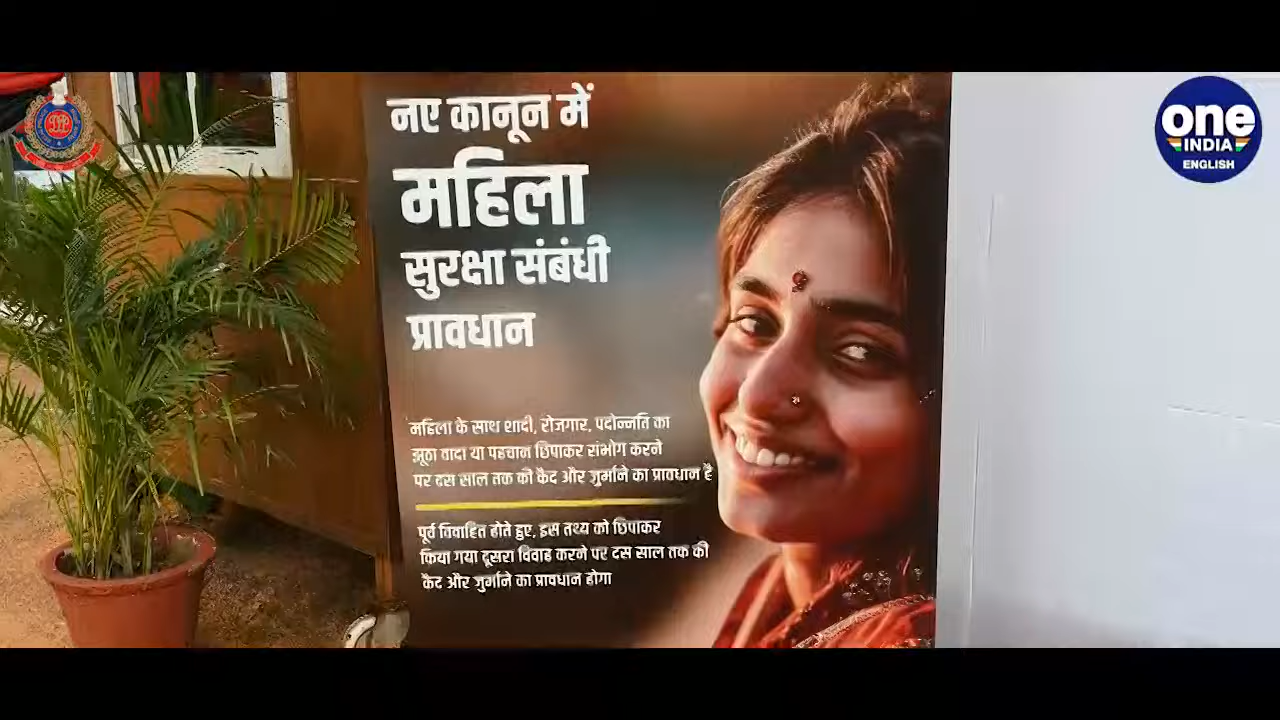 नए कानून में
महिला
सुरक्षा संबंधी
प्रावधान
महिला के साथ शादी, रोजगार, पदोन्नति का
झूठा वादा या पहचान छिपाकर संभोग करने
पर दस साल तक की कैद और जुर्माने का प्रावधान है
पूर्व विवाहित होते हुए, इस तथ्य को छिपाकर
किया गया दूसरा विवाह करने पर दस साल तक की
कैद और जुर्माने का प्रावधान होगा
one
INDIA
ENGLISH